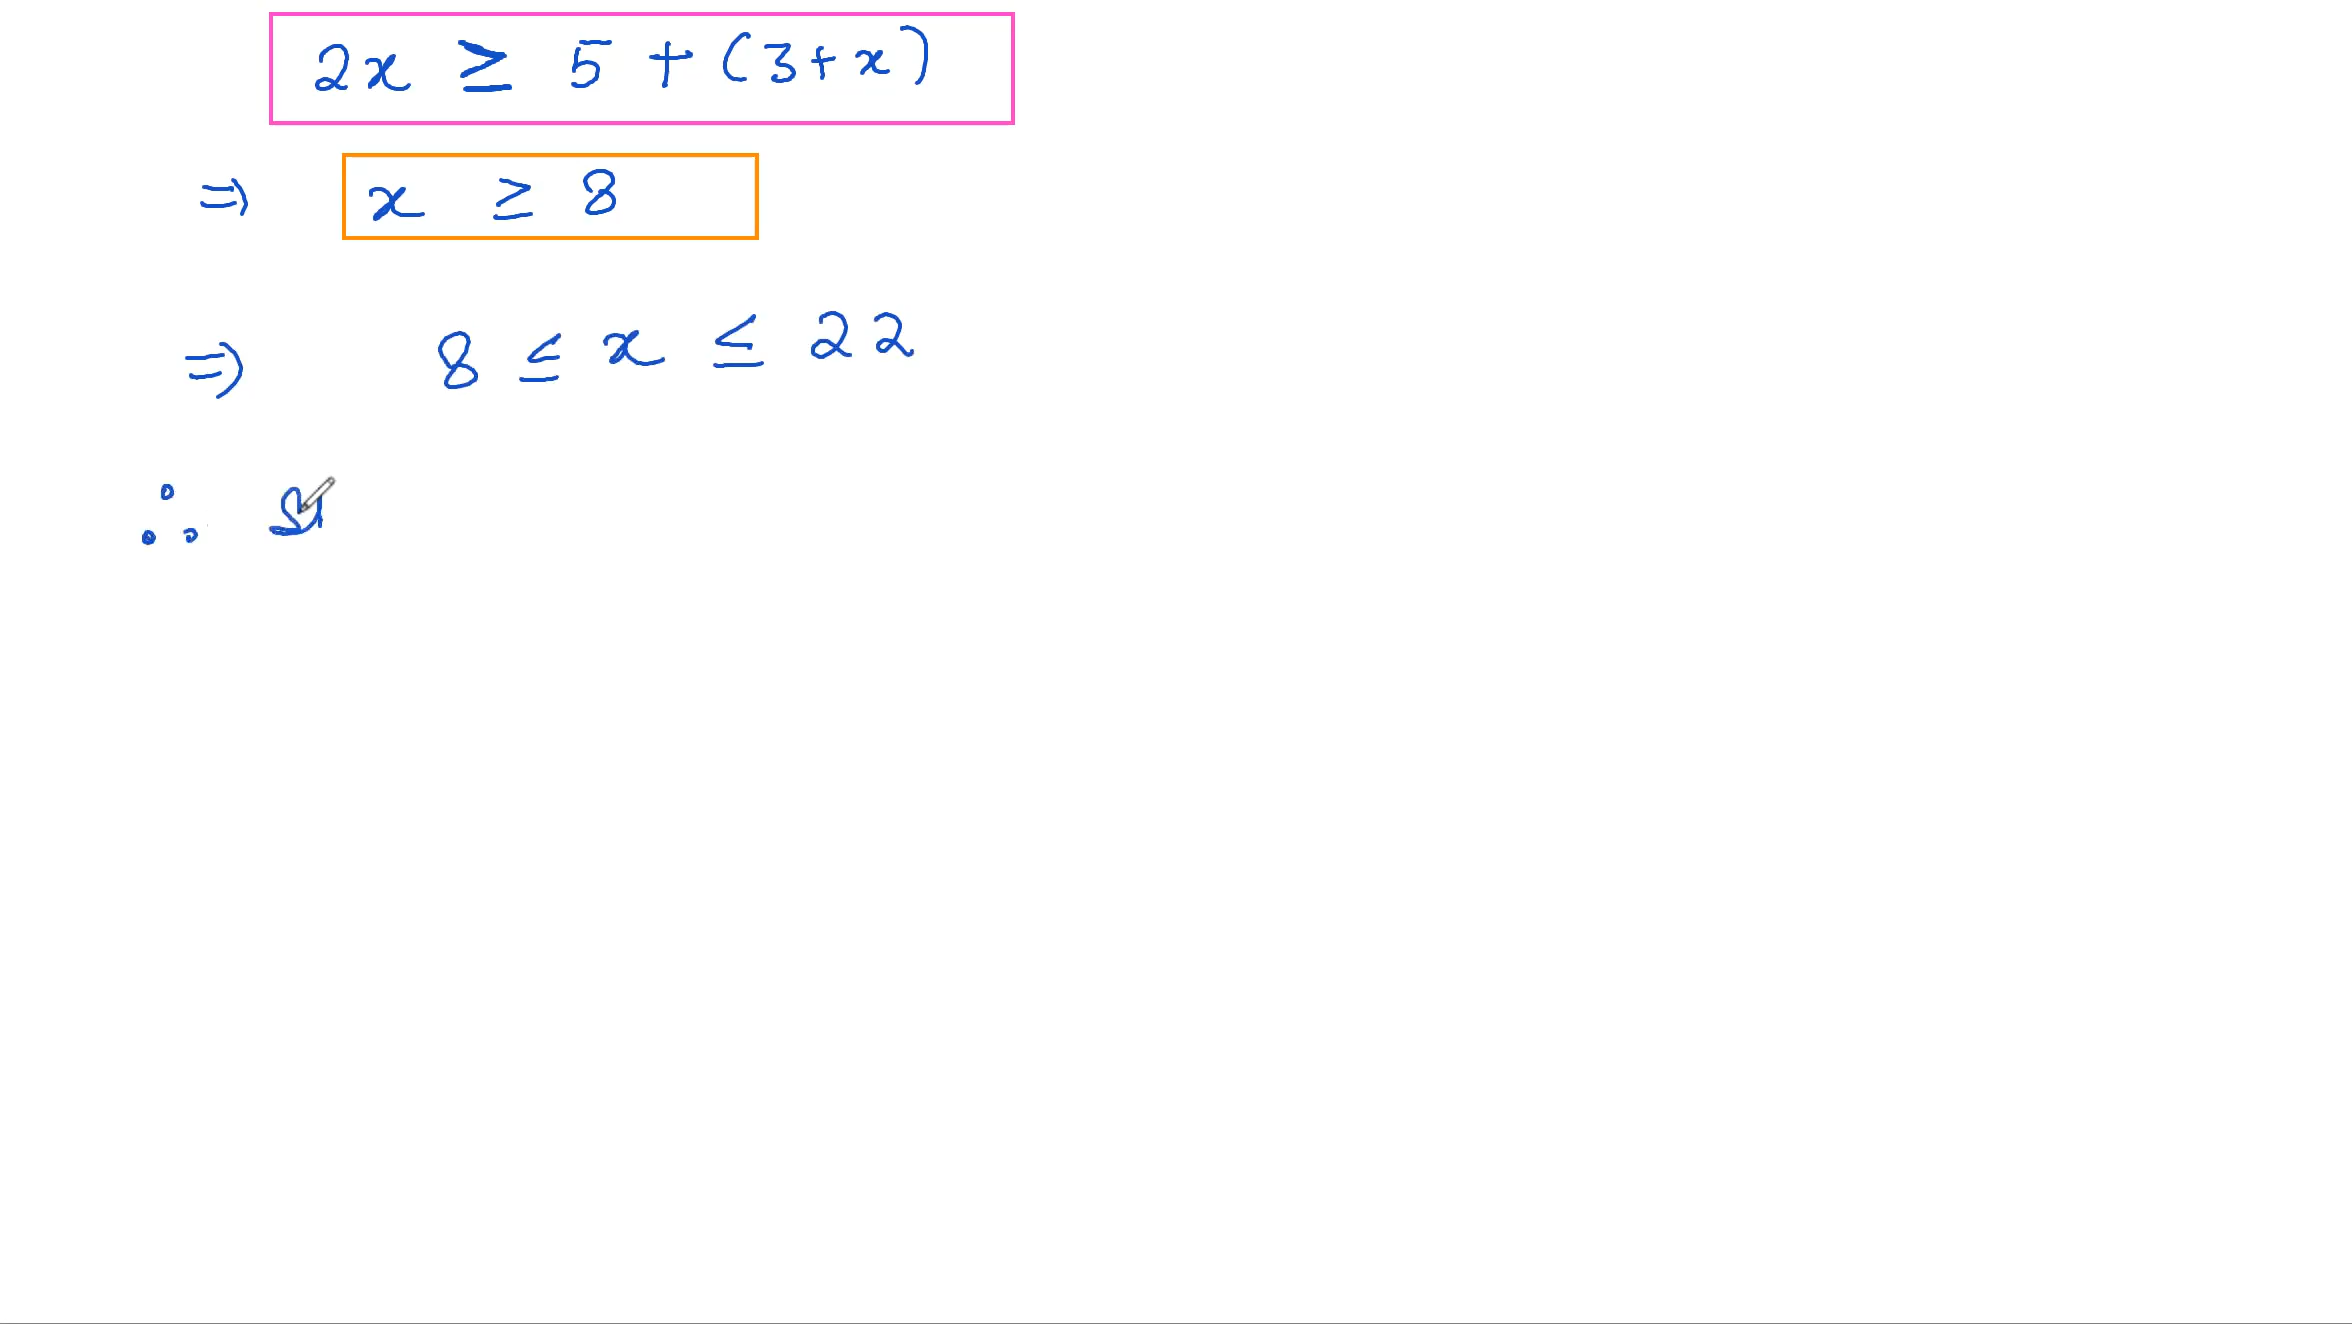 2x ≥ 5 + (3+x)
⇒ x ≥ 8
⇒ 8 ≤ x ≤ 22
∴